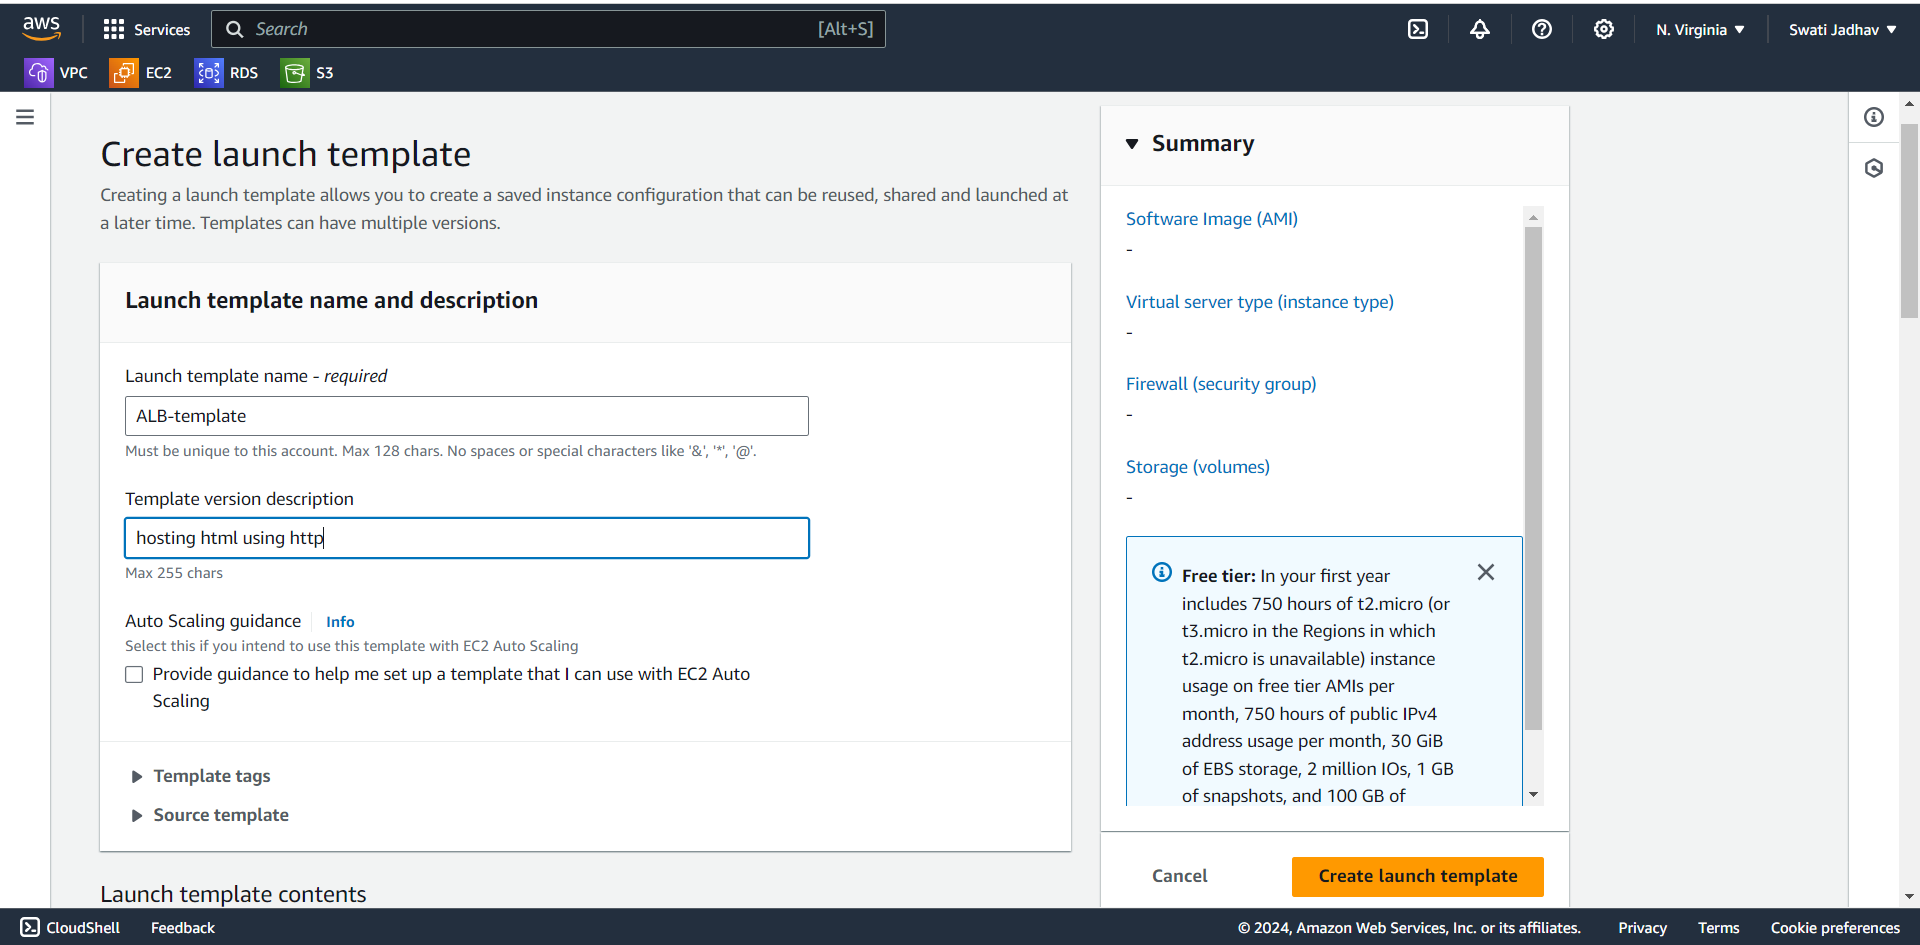 aws
Services
Search
[Alt+S]
N. Virginia
Swati Jadhav
VPC
EC2
RDS
S3
Create launch template
Creating a launch template allows you to create a saved instance configuration that can be reused, shared and launched at
a later time. Templates can have multiple versions.
Launch template name and description
Launch template name - required
ALB-template
Must be unique to this account. Max 128 chars. No spaces or special characters like '&', '*', '@'.
Template version description
hosting html using http
Max 255 chars
Auto Scaling guidance
Info
Select this if you intend to use this template with EC2 Auto Scaling
Provide guidance to help me set up a template that I can use with EC2 Auto
Scaling
Template tags
Source template
Launch template contents
Summary
Software Image (AMI)
-
Virtual server type (instance type)
-
Firewall (security group)
-
Storage (volumes)
-
Free tier: In your first year
includes 750 hours of t2.micro (or
t3.micro in the Regions in which
t2.micro is unavailable) instance
usage on free tier AMIs per
month, 750 hours of public IPv4
address usage per month, 30 GiB
of EBS storage, 2 million IOs, 1 GB
of snapshots, and 100 GB of
Cancel
Create launch template
CloudShell
Feedback
© 2024, Amazon Web Services, Inc. or its affiliates.
Privacy
Terms
Cookie preferences